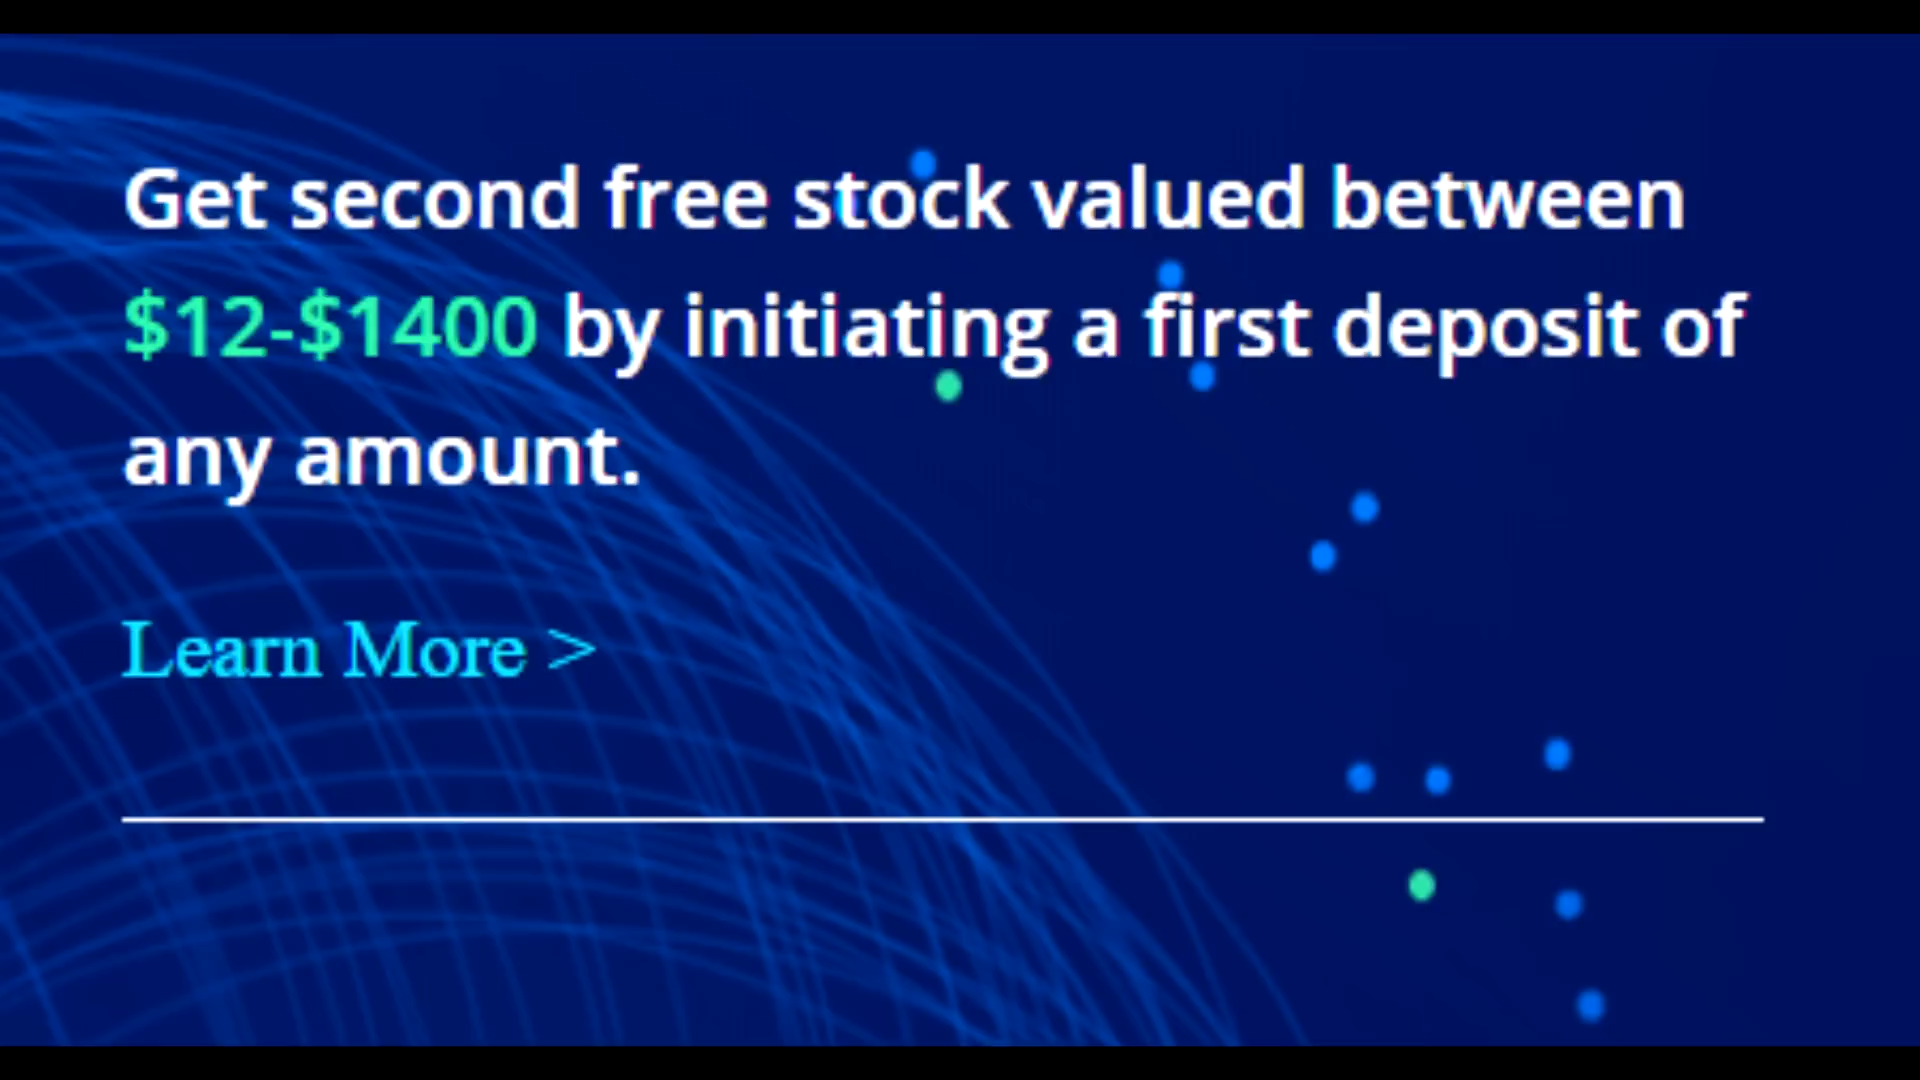 Get second free stock valued between
$12-$1400 by initiating a first deposit of
any amount.
Learn More >